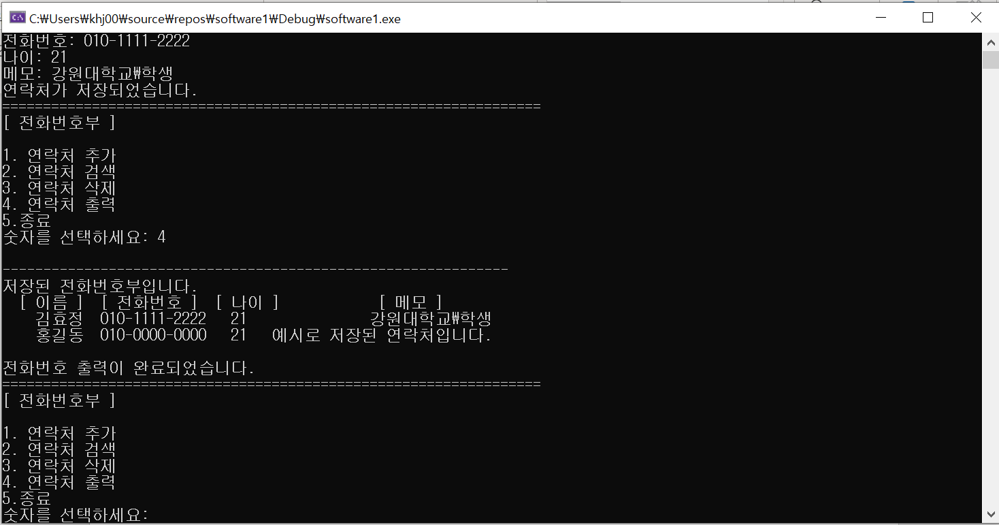 C:₩Users₩khj00₩source₩repos₩software1₩Debug₩software1.exe
전화번호: 010-1111-2222
나이: 21
메모: 강원대학교₩학생
연락처가 저장되었습니다.
==================================================================
[ 전화번호부 ]
1. 연락처 추가
2. 연락처 검색
3. 연락처 삭제
4. 연락처 출력
5.종료
숫자를 선택하세요: 4
--------------------------------------------------------------
저장된 전화번호부입니다.
[ 이름 ] [ 전화번호 ] [ 나이 ] [ 메모 ]
김효정 010-1111-2222 21 강원대학교₩학생
홍길동 010-0000-0000 21 예시로 저장된 연락처입니다.
전화번호 출력이 완료되었습니다.
==================================================================
[ 전화번호부 ]
1. 연락처 추가
2. 연락처 검색
3. 연락처 삭제
4. 연락처 출력
5.종료
숫자를 선택하세요: